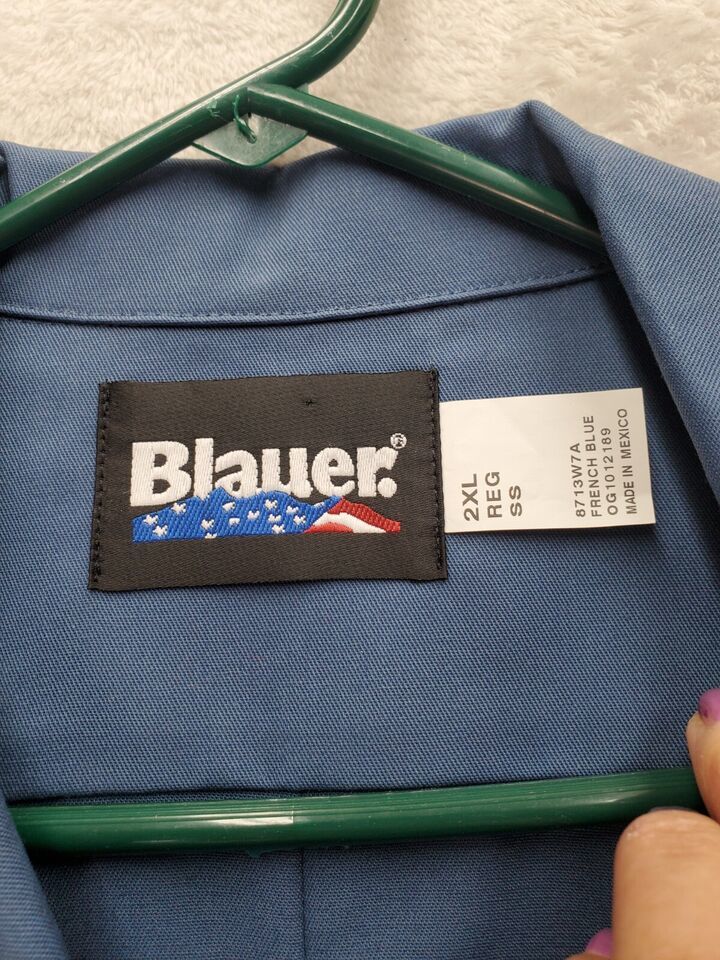 Blauer.®
2XL
REG
SS
8713W7A
FRENCH BLUE
OG1012189
MADE IN MEXICO